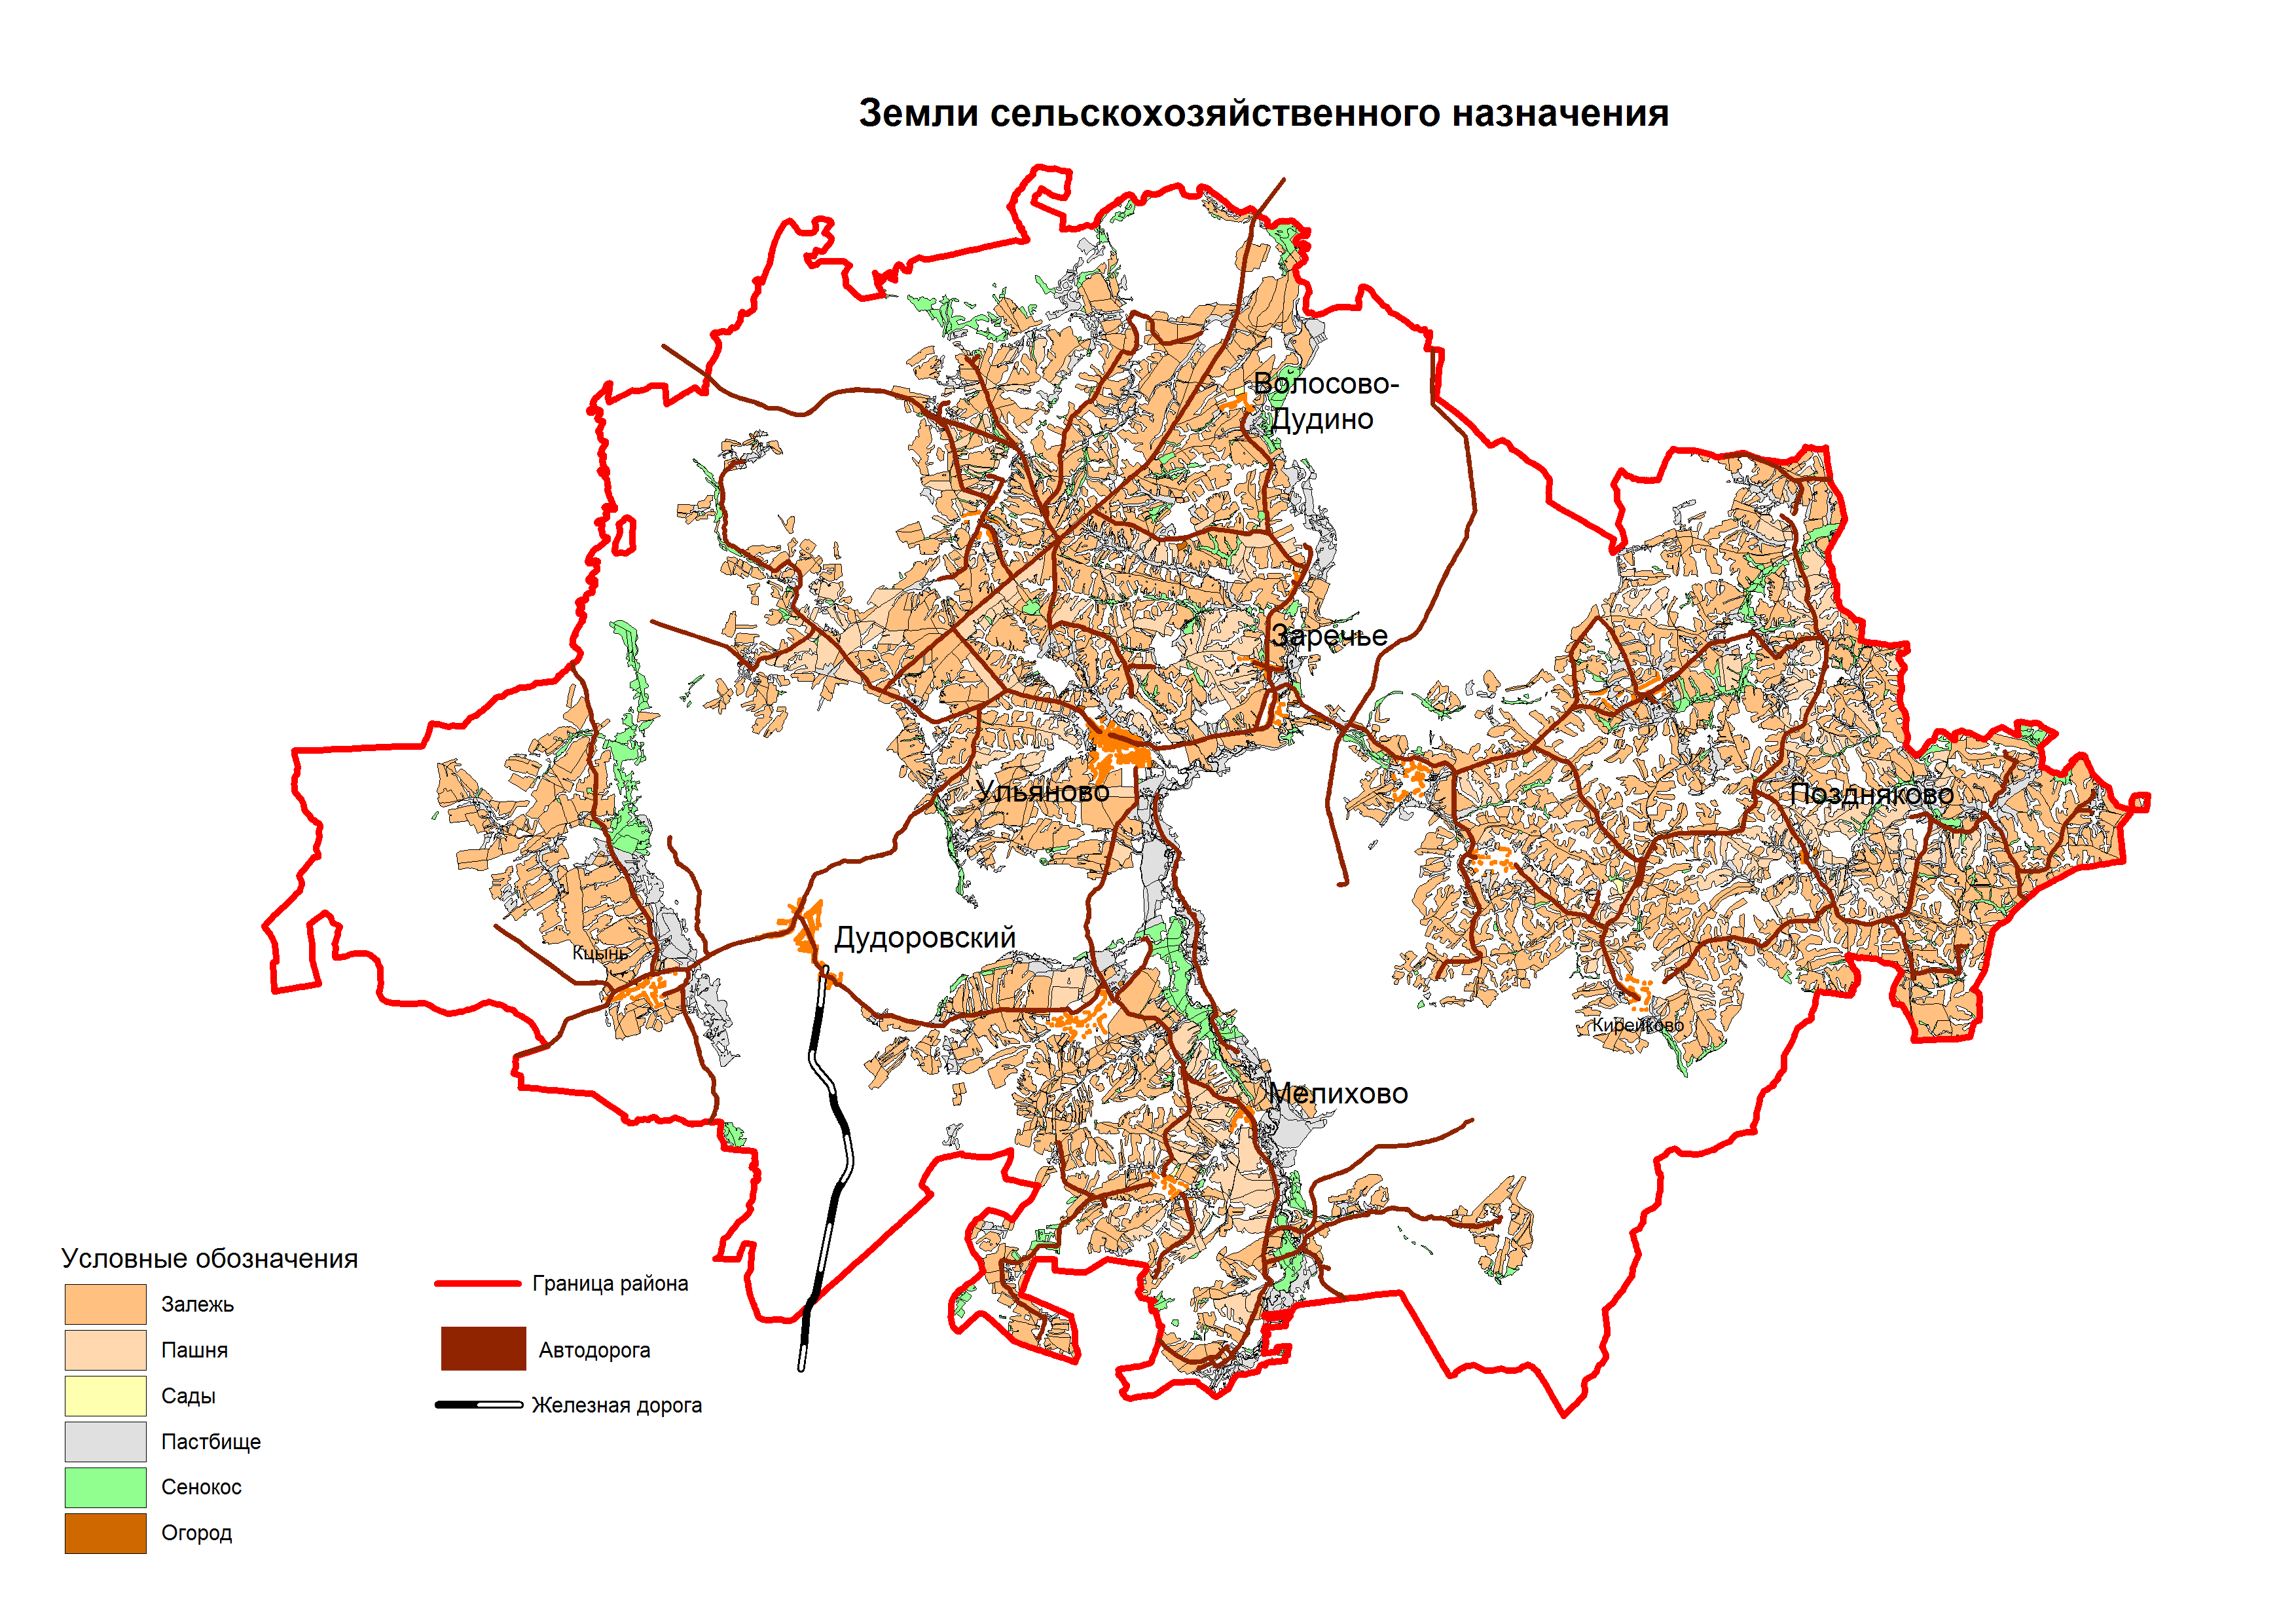 Земли сельскохозяйственного назначения
Волосово-
Дудино
Заречье
Ульяново
Поздняково
Дудоровский
Кцынь
Кирейково
Мелихово
Условные обозначения
Залежь
Пашня
Сады
Пастбище
Сенокос
Огород
Граница района
Автодорога
Железная дорога